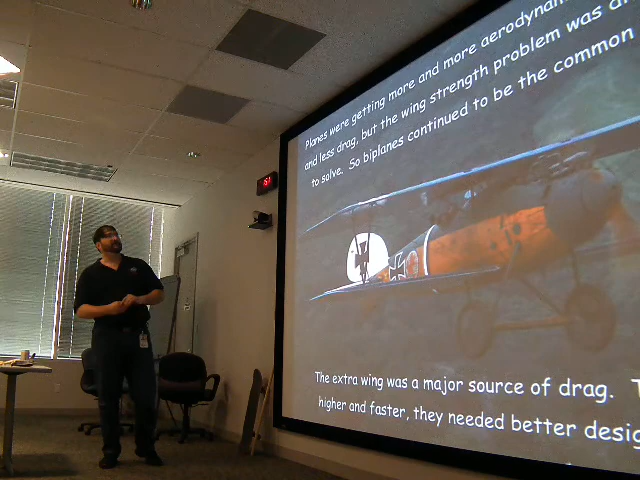 Planes were getting more and more aerodynam
and less drag, but the wing strength problem was
to solve. So biplanes continued to be the common
The extra wing was a major source of drag.
higher and faster, they needed better desig